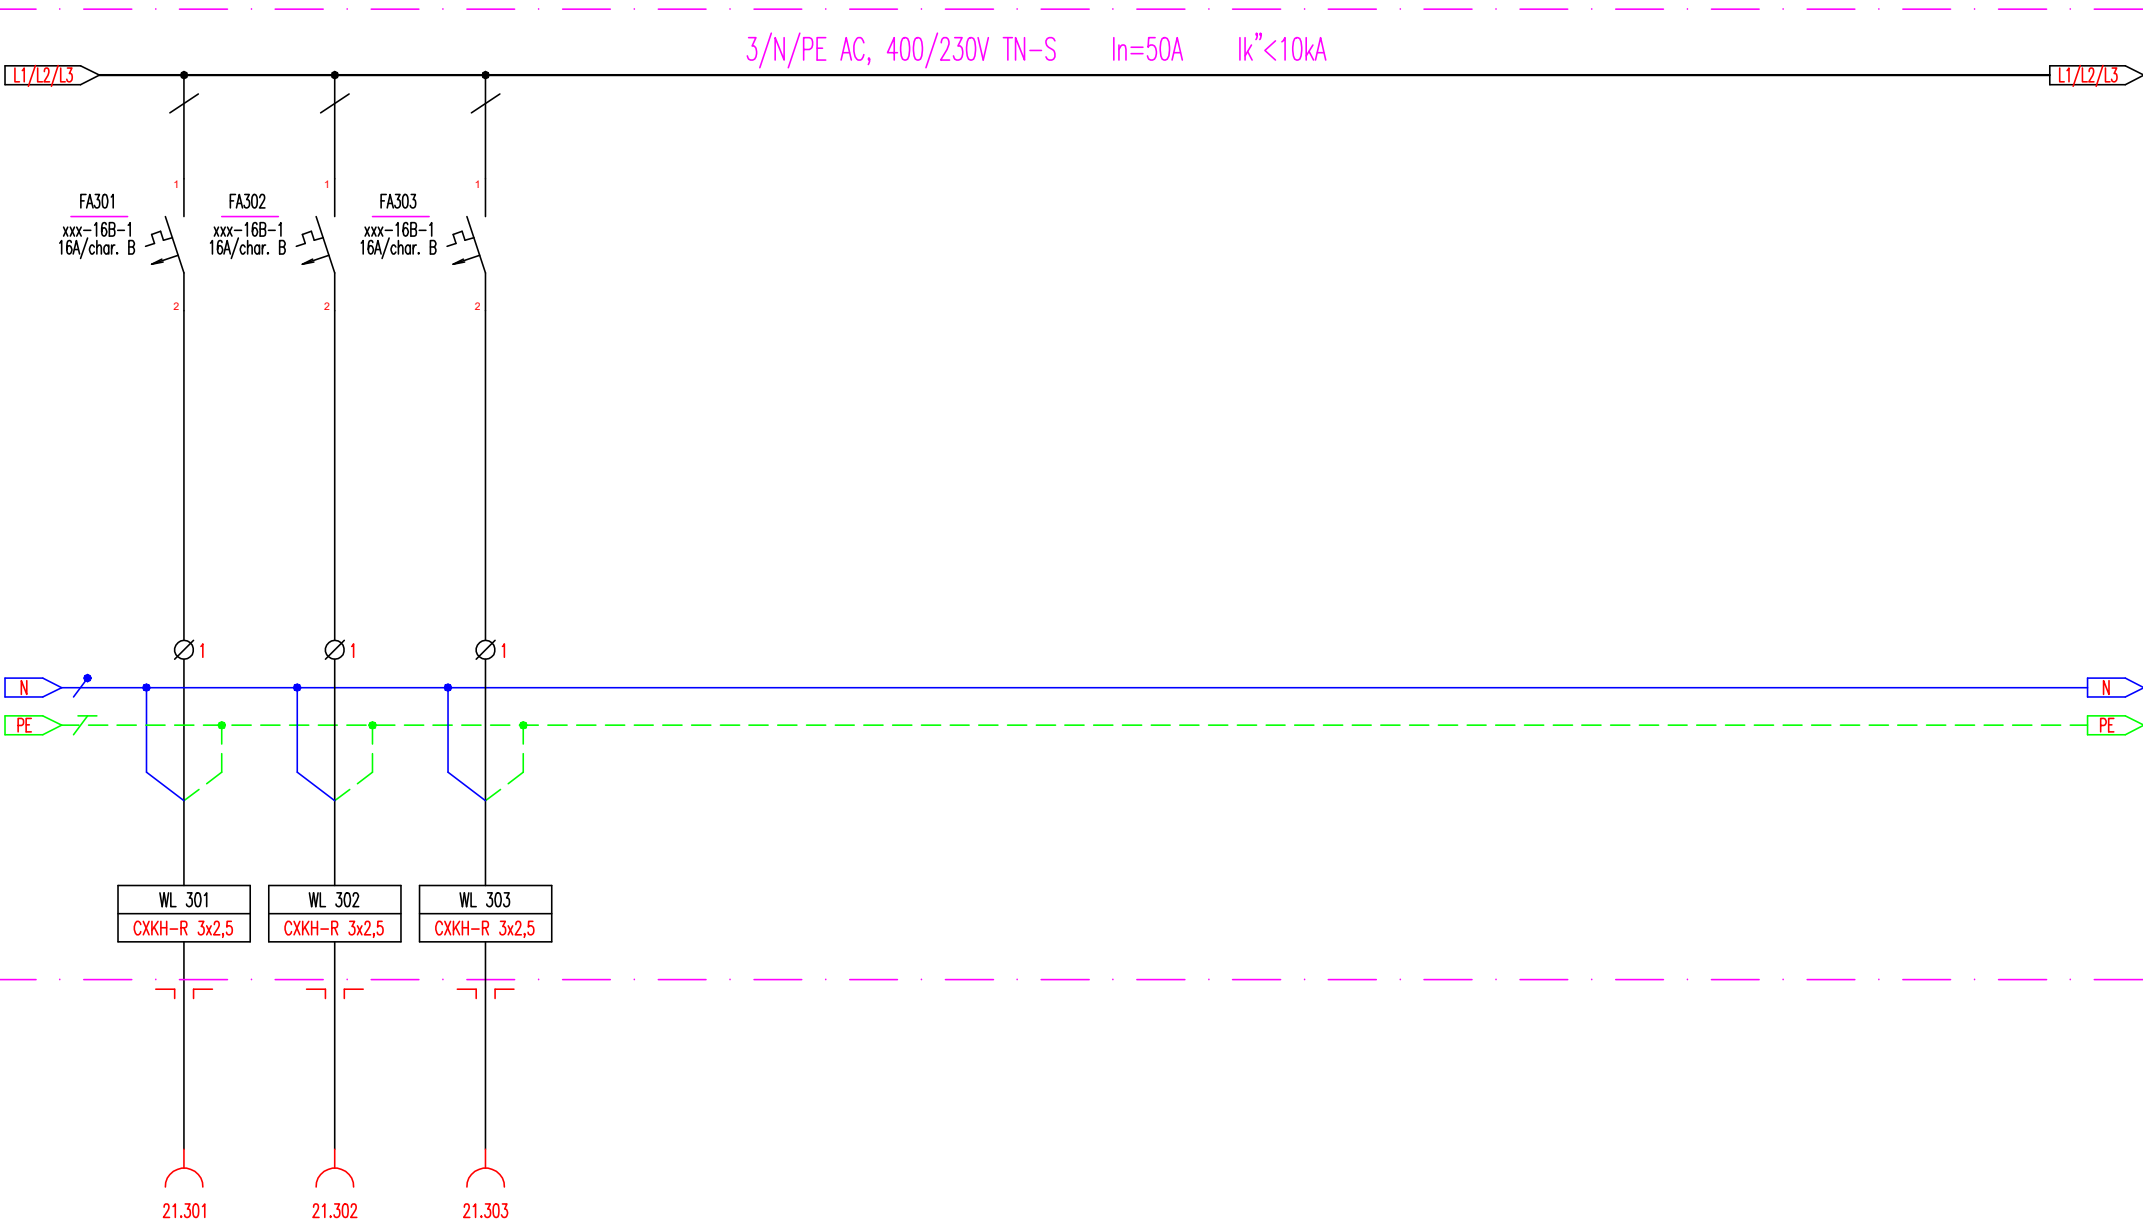 3/N/PE AC, 400/230V TN-S In=50A Ik"<10kA
L1/L2/L3 L1/L2/L3
1 1 1
FA301 FA302 FA303
xxx-16B-1 xxx-16B-1 xxx-16B-1
16A/char. B 16A/char. B 16A/char. B
2 2 2
1 1 1
N N
PE PE
WL 301 WL 302 WL 303
CXKH-R 3x2,5 CXKH-R 3x2,5 CXKH-R 3x2,5
21.301 21.302 21.303